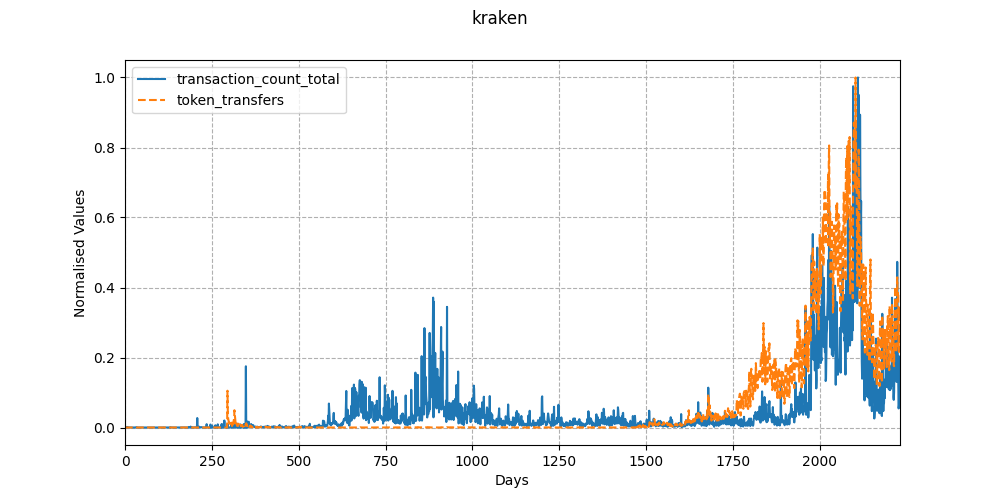 kraken
transaction_count_total
token_transfers
Normalised Values
1.0
0.8
0.6
0.4
0.2
0.0
0 250 500 750 1000 1250 1500 1750 2000
Days